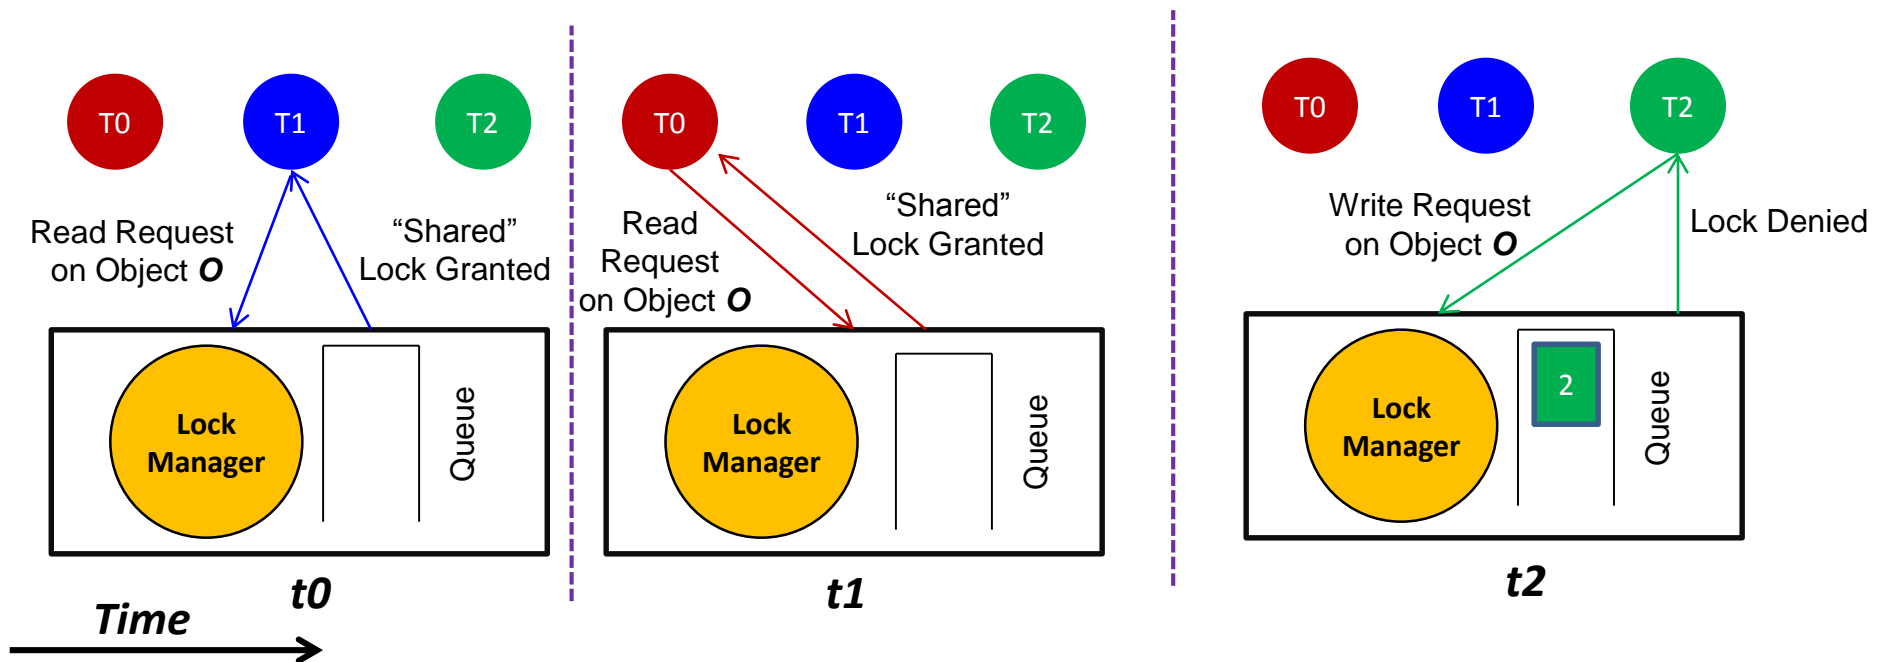 T0
T1
T2
Read Request
on Object O
“Shared”
Lock Granted
Lock
Manager
Queue
t0
Time
T0
T1
T2
Read
Request
on Object O
“Shared”
Lock Granted
Lock
Manager
Queue
t1
T0
T1
T2
Write Request
on Object O
Lock Denied
Lock
Manager
2
Queue
t2